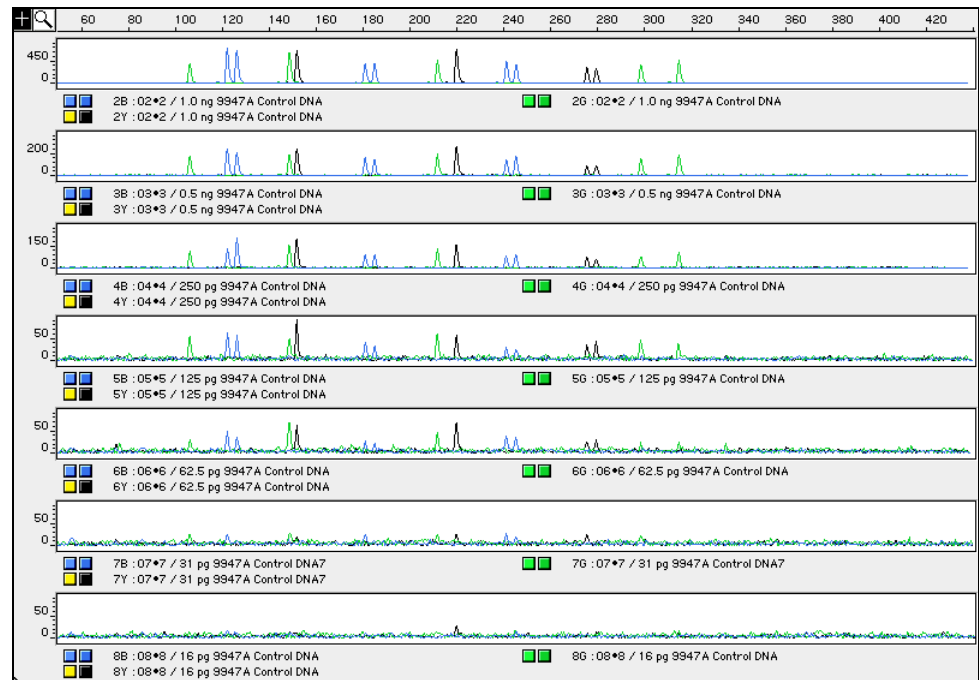 60 80 100 120 140 160 180 200 220 240 260 280 300 320 340 360 380 400 420
450
0
2B : 02•2 / 1.0 ng 9947A Control DNA 2G : 02•2 / 1.0 ng 9947A Control DNA
2Y : 02•2 / 1.0 ng 9947A Control DNA
200
0
3B : 03•3 / 0.5 ng 9947A Control DNA 3G : 03•3 / 0.5 ng 9947A Control DNA
3Y : 03•3 / 0.5 ng 9947A Control DNA
150
0
4B : 04•4 / 250 pg 9947A Control DNA 4G : 04•4 / 250 pg 9947A Control DNA
4Y : 04•4 / 250 pg 9947A Control DNA
50
0
5B : 05•5 / 125 pg 9947A Control DNA 5G : 05•5 / 125 pg 9947A Control DNA
5Y : 05•5 / 125 pg 9947A Control DNA
50
0
6B : 06•6 / 62.5 pg 9947A Control DNA 6G : 06•6 / 62.5 pg 9947A Control DNA
6Y : 06•6 / 62.5 pg 9947A Control DNA
50
0
7B : 07•7 / 31 pg 9947A Control DNA7 7G : 07•7 / 31 pg 9947A Control DNA7
7Y : 07•7 / 31 pg 9947A Control DNA7
50
0
8B : 08•8 / 16 pg 9947A Control DNA 8G : 08•8 / 16 pg 9947A Control DNA
8Y : 08•8 / 16 pg 9947A Control DNA